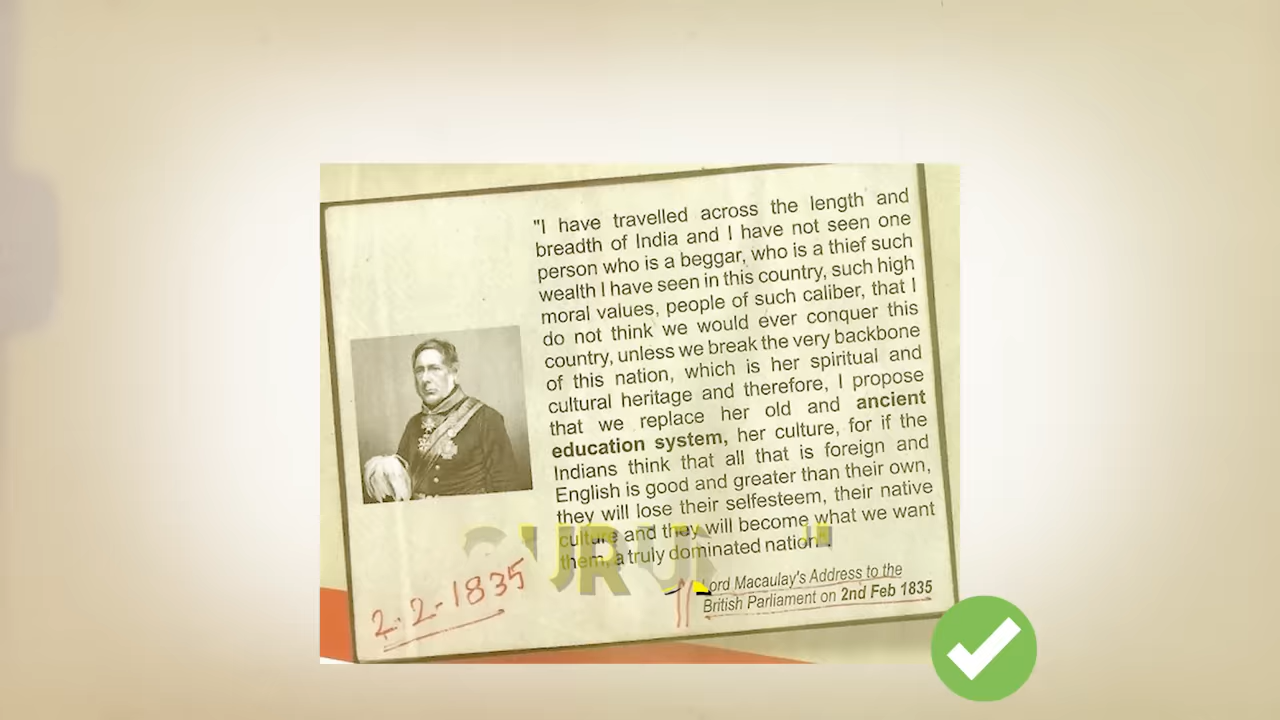 "I have travelled across the length and
breadth of India and I have not seen one
person who is a beggar, who is a thief such
wealth I have seen in this country, such high
moral values, people of such caliber, that I
do not think we would ever conquer this
country, unless we break the very backbone
of this nation, which is her spiritual and
cultural heritage and therefore, I propose
that we replace her old and ancient
education system, her culture, for if the
Indians think that all that is foreign and
English is good and greater than their own,
they will lose their selfesteem, their native
culture and they will become what we want
them, a truly dominated nation".
Lord Macaulay's Address to the
British Parliament on 2nd Feb 1835
2-2-1835